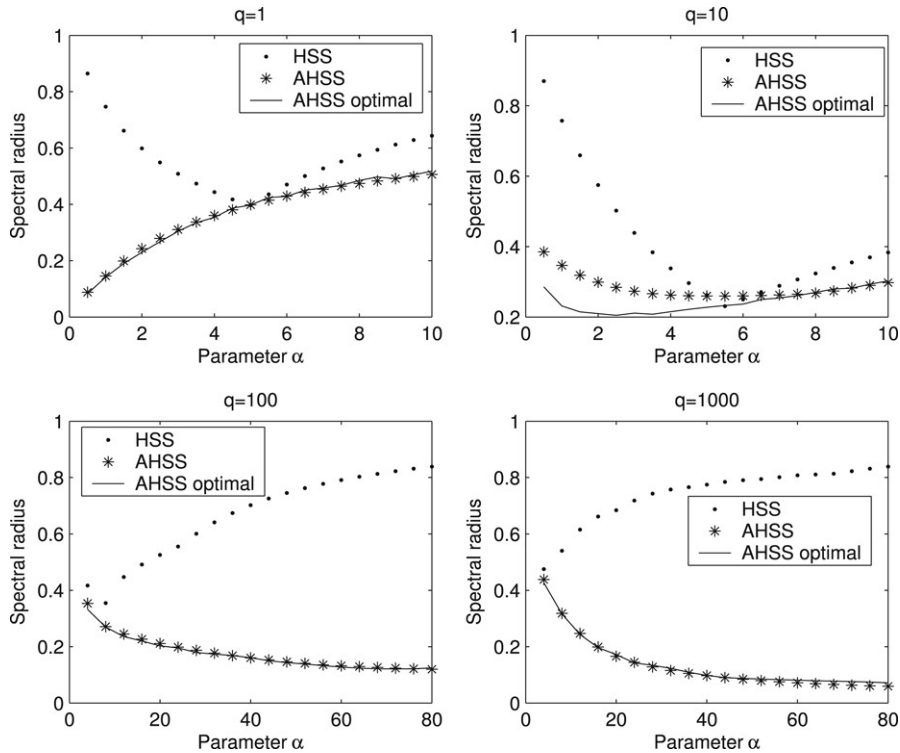 q=1
1
0.8
0.6
0.4
0.2
0
0 2 4 6 8 10
Spectral radius
Parameter α
HSS
AHSS
AHSS optimal
q=10
1
0.8
0.6
0.4
0.2
0 2 4 6 8 10
Spectral radius
Parameter α
HSS
AHSS
AHSS optimal
q=100
1
0.8
0.6
0.4
0.2
0
0 20 40 60 80
Spectral radius
Parameter α
HSS
AHSS
AHSS optimal
q=1000
1
0.8
0.6
0.4
0.2
0
0 20 40 60 80
Spectral radius
Parameter α
HSS
AHSS
AHSS optimal